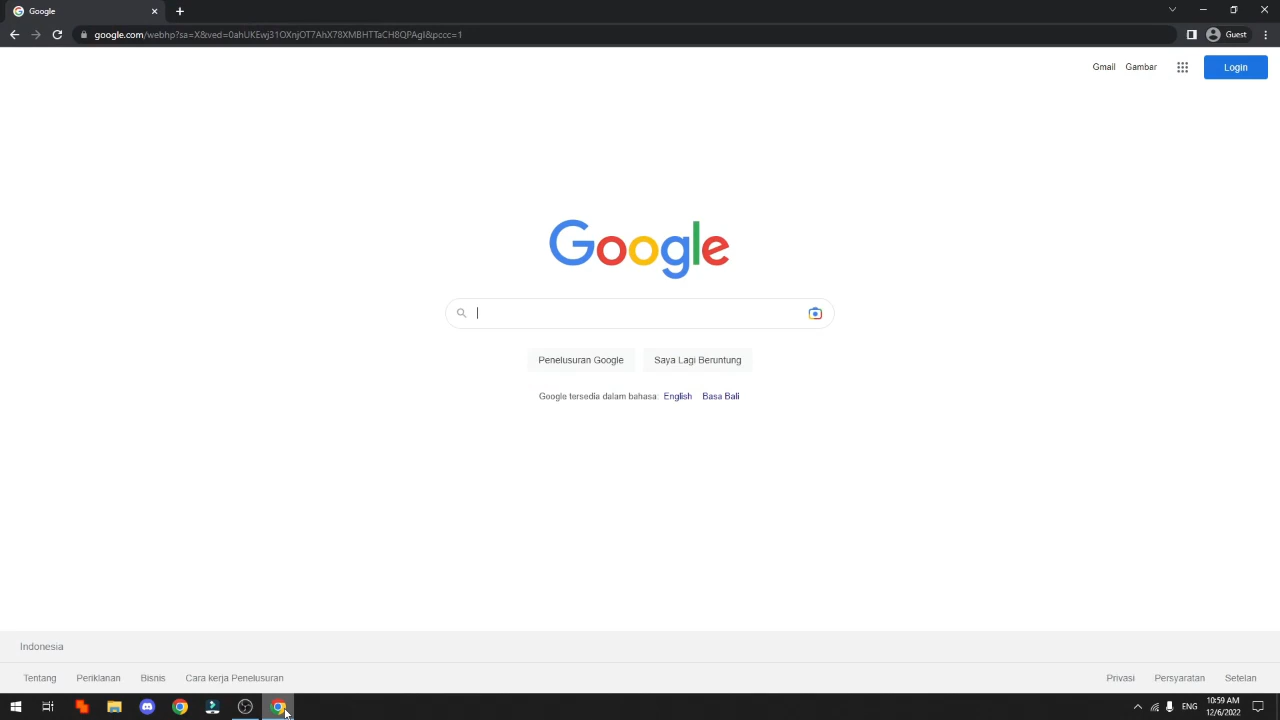 Google
google.com/webhp?sa=X&ved=0ahUKEwj31OXnjOT7AhX78XMBHTTaCH8QPAgI&pccc=1
Guest
Gmail Gambar Login
Google
Penelusuran Google Saya Lagi Beruntung
Google tersedia dalam bahasa: English Basa Bali
Indonesia
Tentang Periklanan Bisnis Cara kerja Penelusuran Privasi Persyaratan Setelan
ENG
10:59 AM
12/6/2022